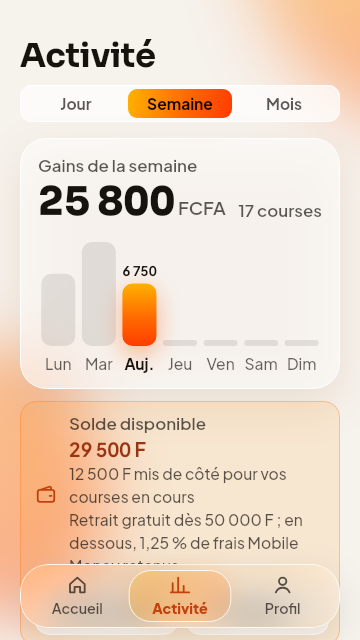 Activité
Jour Semaine Mois
Gains de la semaine
25 800 FCFA 17 courses
6 750
Lun Mar Auj. Jeu Ven Sam Dim
Solde disponible
29 500 F
12 500 F mis de côté pour vos
courses en cours
Retrait gratuit dès 50 000 F ; en
dessous, 1,25 % de frais Mobile
Accueil Activité Profil